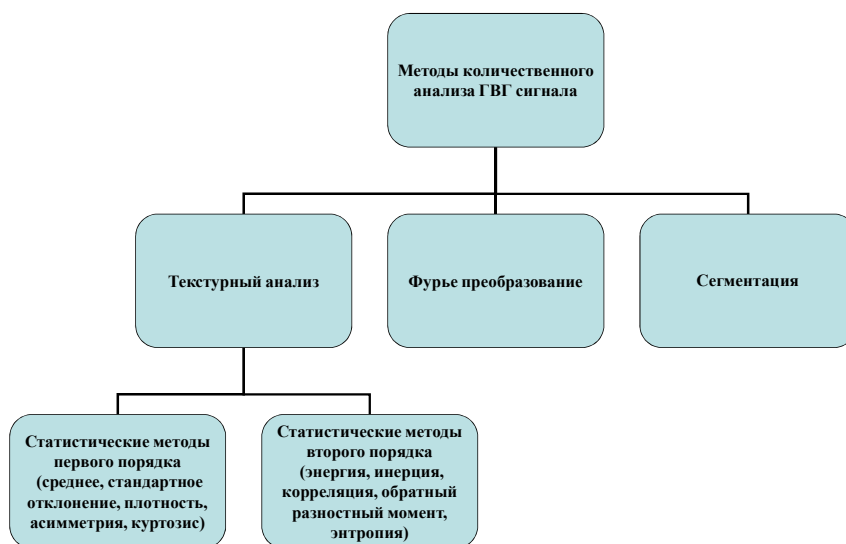 Методы количественного
анализа ГВГ сигнала
Текстурный анализ
Фурье преобразование
Сегментация
Статистические методы
первого порядка
(среднее, стандартное
отклонение, плотность,
асимметрия, куртозис)
Статистические методы
второго порядка
(энергия, инерция,
корреляция, обратный
разностный момент,
энтропия)